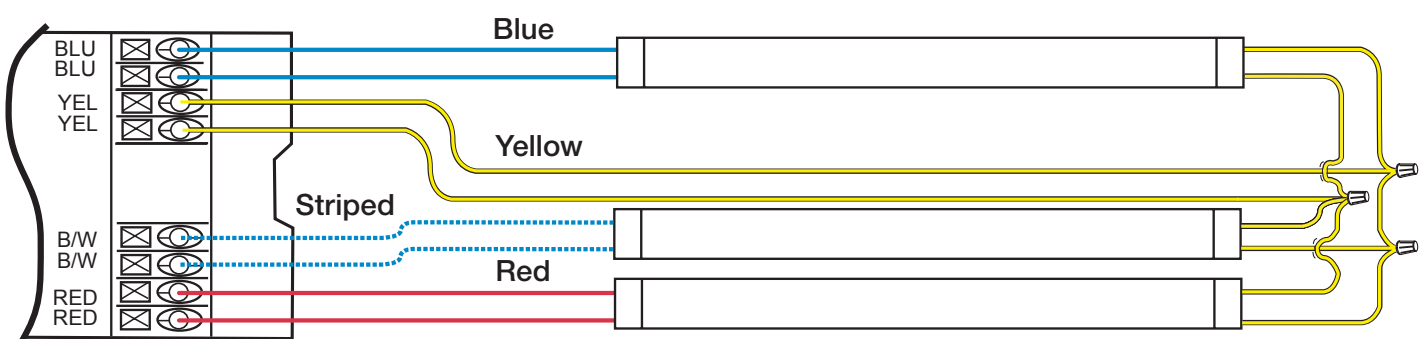 BLU
BLU
YEL
YEL
B/W
B/W
RED
RED
Blue
Yellow
Striped
Red